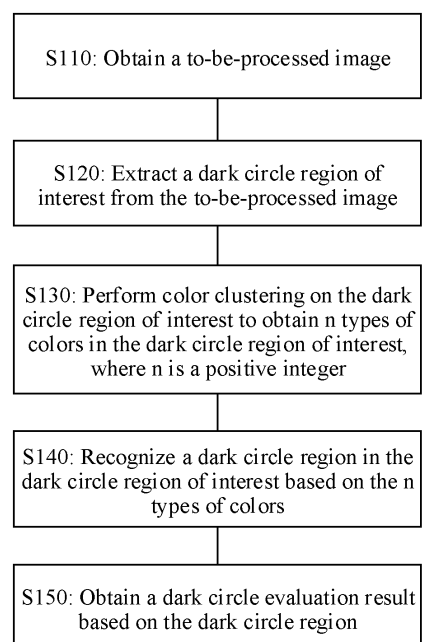 S110: Obtain a to-be-processed image
S120: Extract a dark circle region of
interest from the to-be-processed image
S130: Perform color clustering on the dark
circle region of interest to obtain n types of
colors in the dark circle region of interest,
where n is a positive integer
S140: Recognize a dark circle region in the
dark circle region of interest based on the n
types of colors
S150: Obtain a dark circle evaluation result
based on the dark circle region